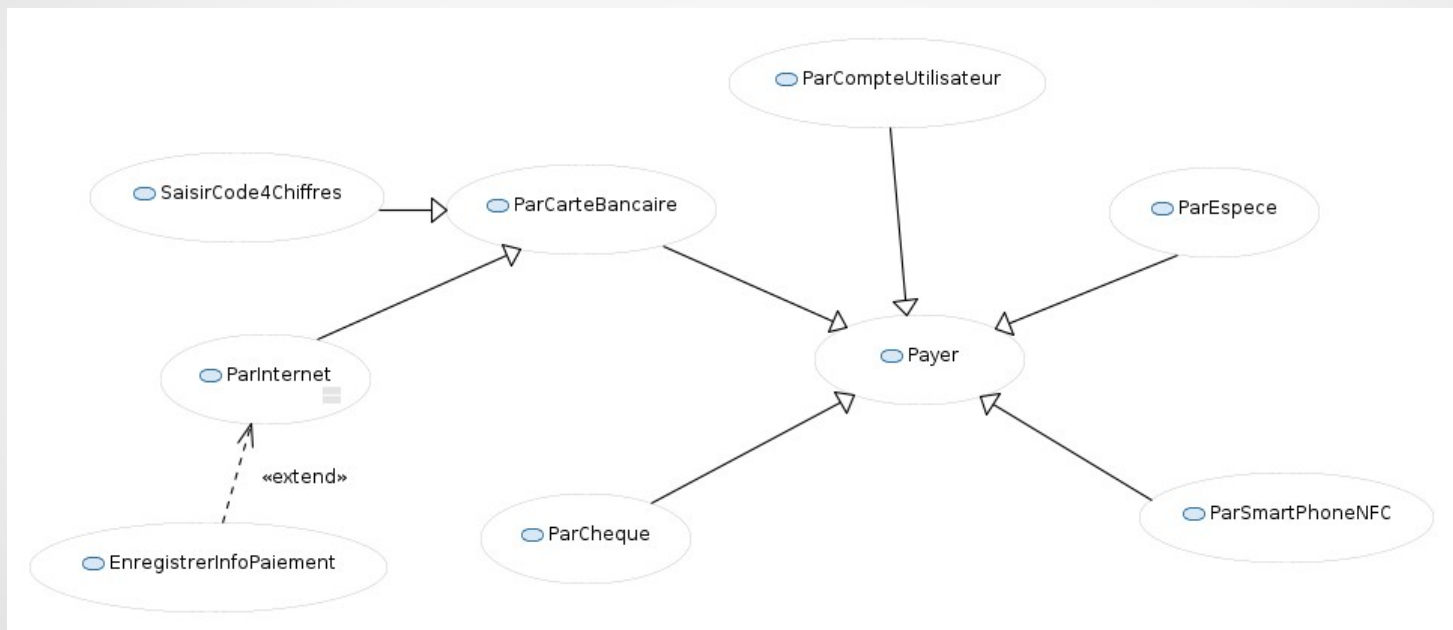 ParCompteUtilisateur
SaisirCode4Chiffres
ParCarteBancaire
ParEspece
Payer
ParInternet
«extend»
ParCheque
ParSmartPhoneNFC
EnregistrerInfoPaiement